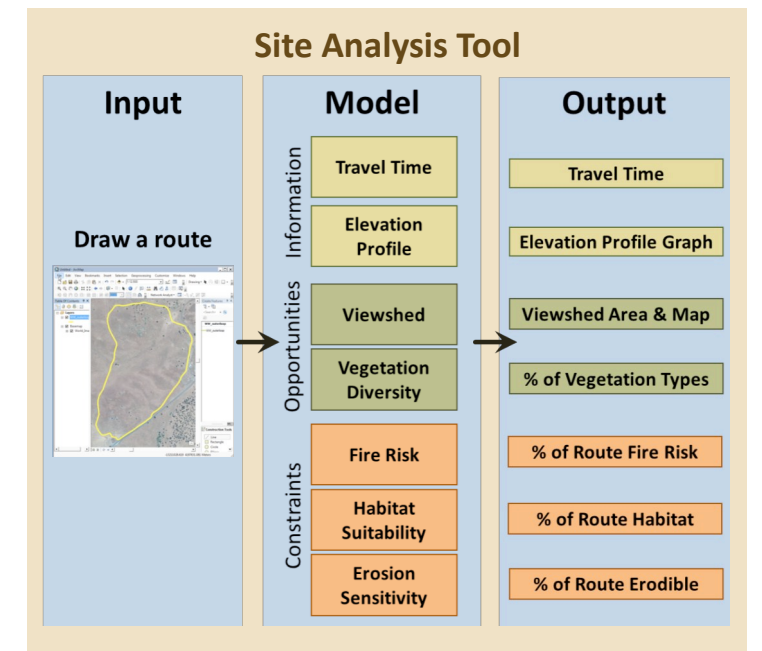 Site Analysis Tool
Input
Draw a route
Model
Information
Travel Time
Elevation
Profile
Opportunities
Viewshed
Vegetation
Diversity
Constraints
Fire Risk
Habitat
Suitability
Erosion
Sensitivity
Output
Travel Time
Elevation Profile Graph
Viewshed Area & Map
% of Vegetation Types
% of Route Fire Risk
% of Route Habitat
% of Route Erodible